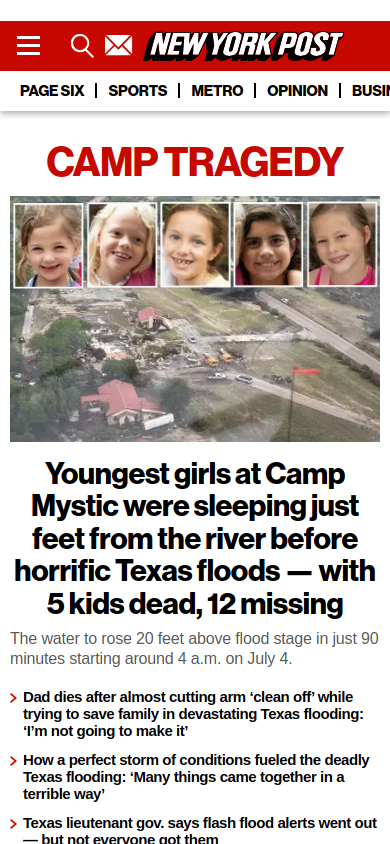 NEW YORK POST
PAGE SIX | SPORTS | METRO | OPINION | BUSIN
CAMP TRAGEDY
Youngest girls at Camp
Mystic were sleeping just
feet from the river before
horrific Texas floods — with
5 kids dead, 12 missing
The water to rose 20 feet above flood stage in just 90
minutes starting around 4 a.m. on July 4.
Dad dies after almost cutting arm ‘clean off’ while
trying to save family in devastating Texas flooding:
‘I’m not going to make it’
How a perfect storm of conditions fueled the deadly
Texas flooding: ‘Many things came together in a
terrible way’
Texas lieutenant gov. says flash flood alerts went out
— but not everyone got them